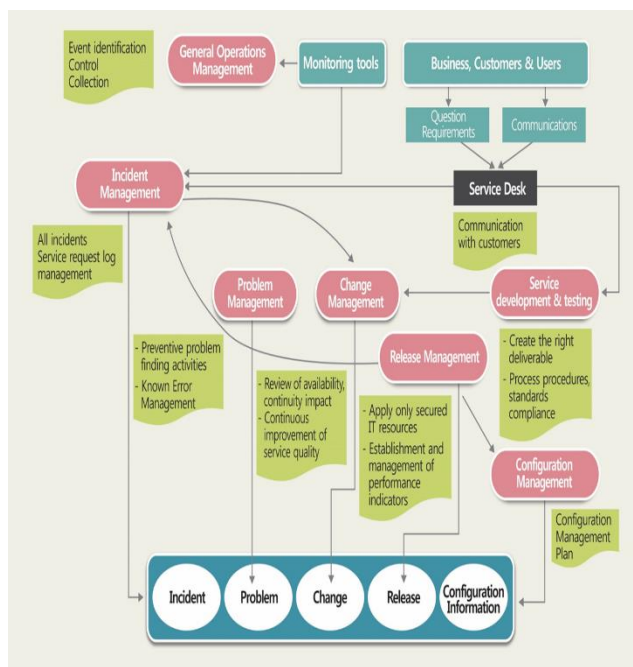 Event identification
Control
Collection
General Operations
Management
Monitoring tools
Business, Customers & Users
Question
Requirements
Communications
Incident
Management
Service Desk
All incidents
Service request log
management
Communication
with customers
Problem
Management
Change
Management
Service
development & testing
- Preventive problem
finding activities
- Known Error
Management
Release Management
- Create the right
deliverable
- Process procedures,
standards
compliance
- Review of availability,
continuity impact
- Continuous
improvement of
service quality
- Apply only secured
IT resources
- Establishment and
management of
performance
indicators
Configuration
Management
Configuration
Management
Plan
Incident
Problem
Change
Release
Configuration
Information